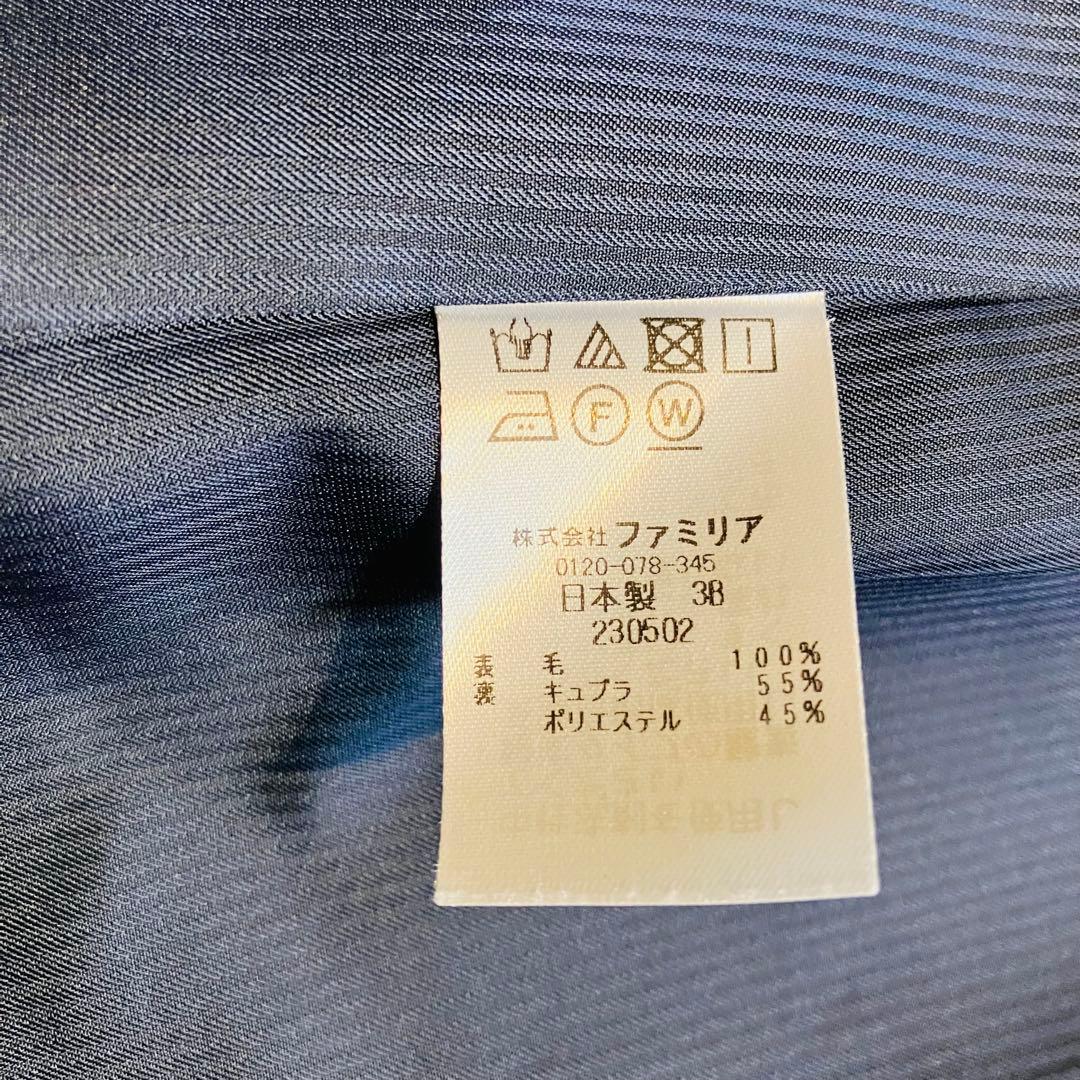 F W
株式会社 ファミリア
0120-078-345
日本製 3B
230502
表 毛 100%
裏 キュプラ 55%
ポリエステル 45%